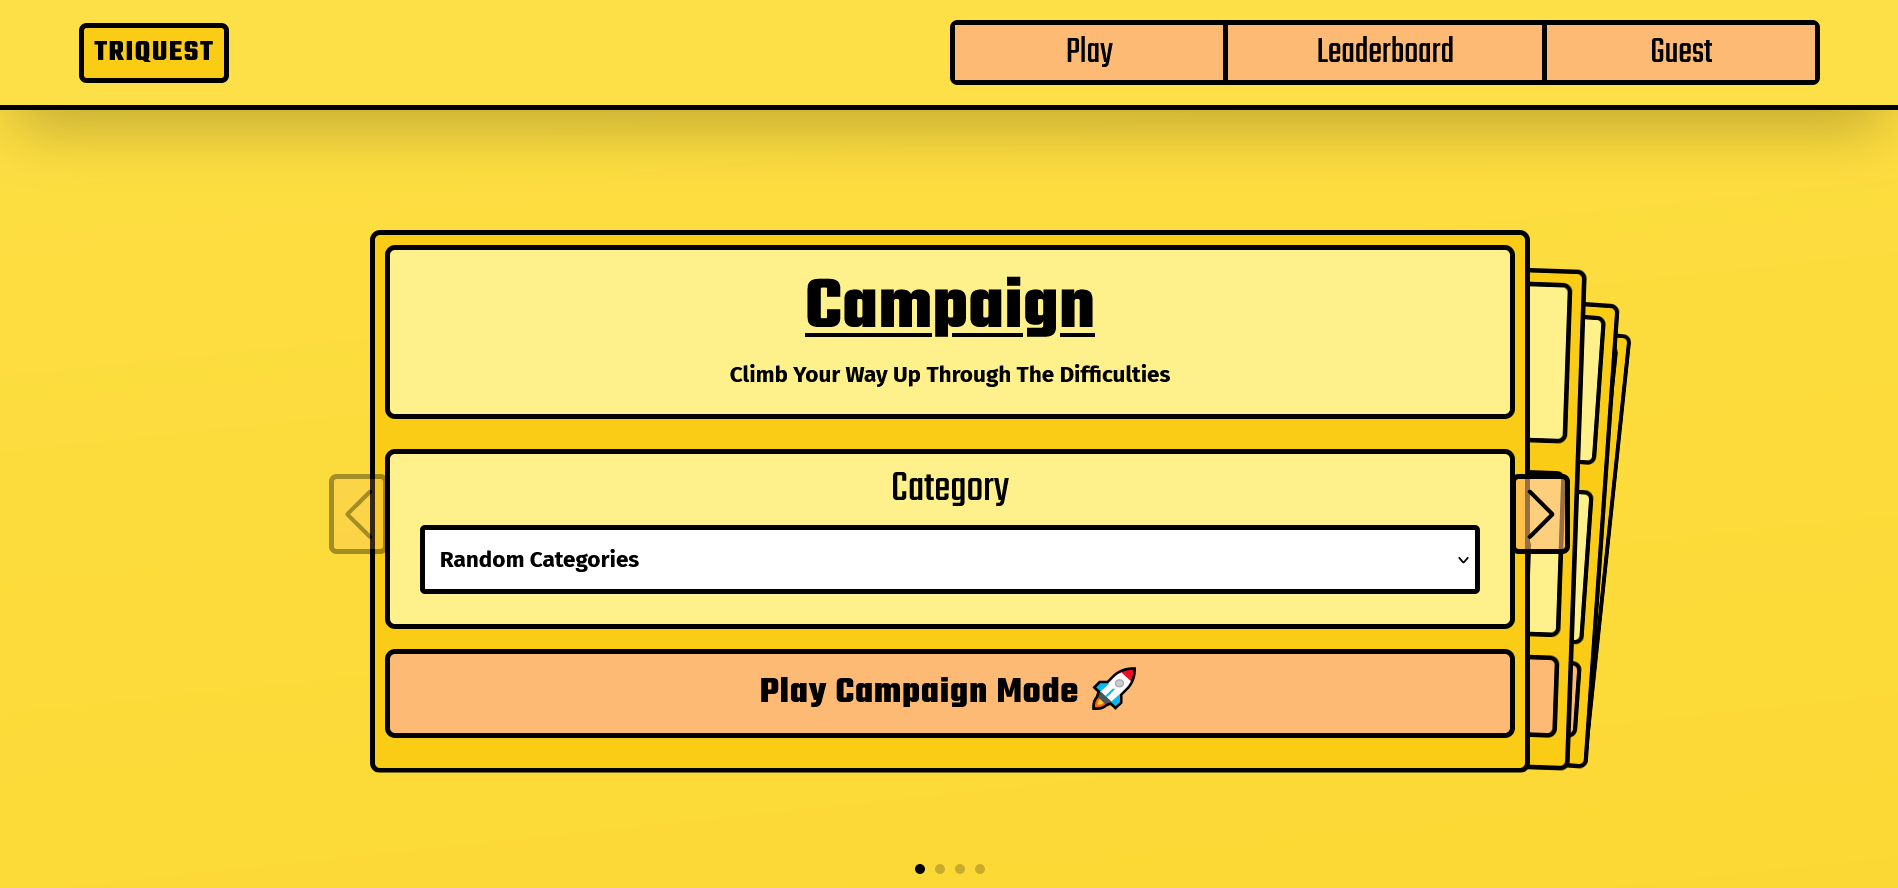 TRIQUEST
Play
Leaderboard
Guest
Campaign
Climb Your Way Up Through The Difficulties
Category
Random Categories
Play Campaign Mode 🚀